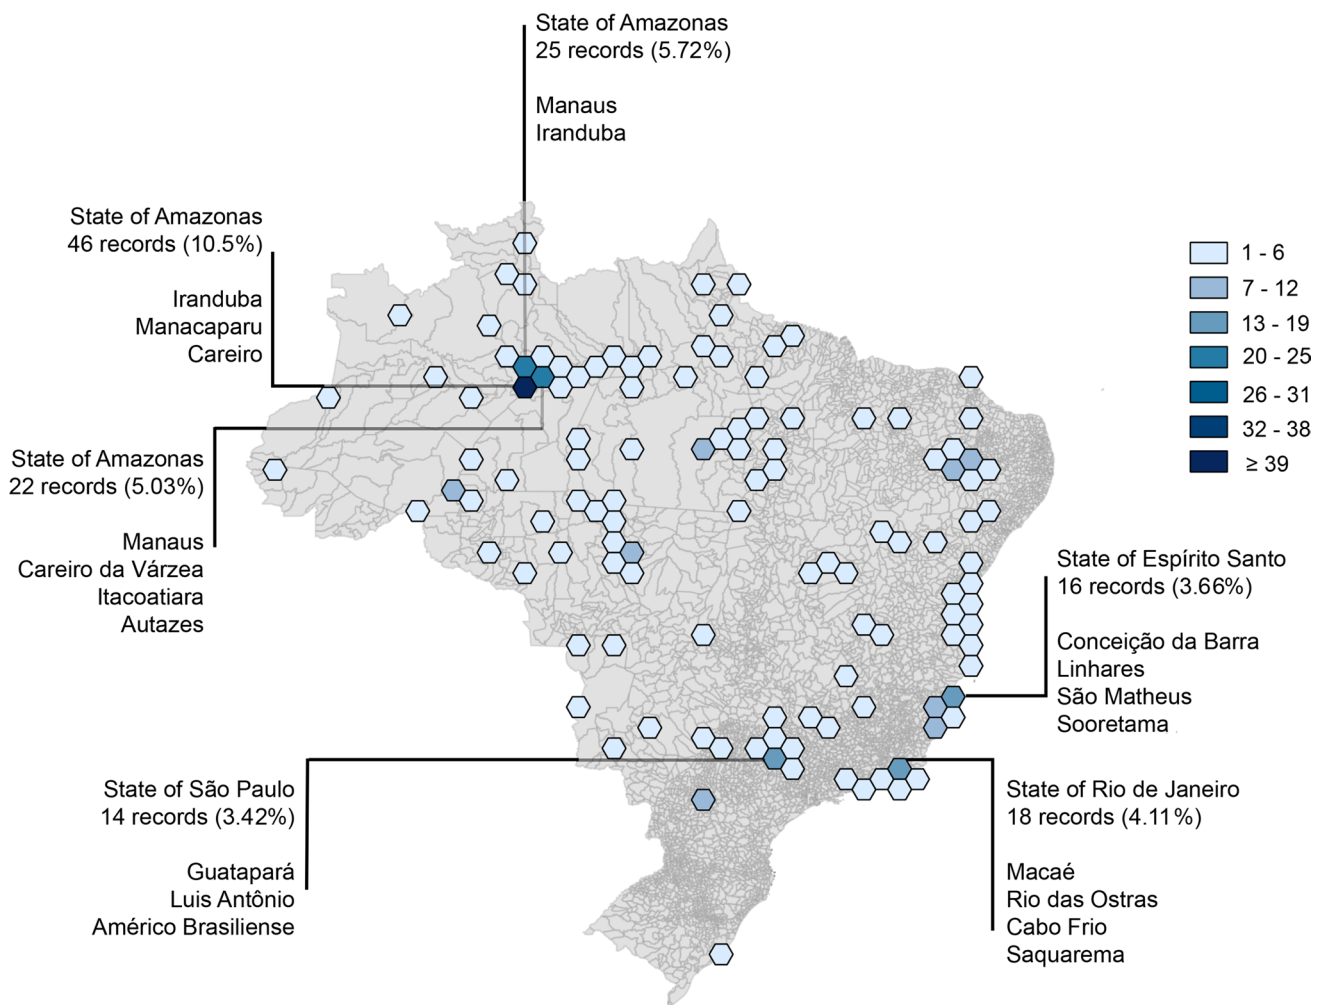 State of Amazonas
25 records (5.72%)
Manaus
Iranduba
State of Amazonas
46 records (10.5%)
Iranduba
Manacaparu
Careiro
1 - 6
7 - 12
13 - 19
20 - 25
26 - 31
32 - 38
≥ 39
State of Amazonas
22 records (5.03%)
Manaus
Careiro da Várzea
Itacoatiara
Autazes
State of Espírito Santo
16 records (3.66%)
Conceição da Barra
Linhares
São Matheus
Sooretama
State of São Paulo
14 records (3.42%)
Guatapará
Luis Antônio
Américo Brasiliense
State of Rio de Janeiro
18 records (4.11%)
Macaé
Rio das Ostras
Cabo Frio
Saquarema